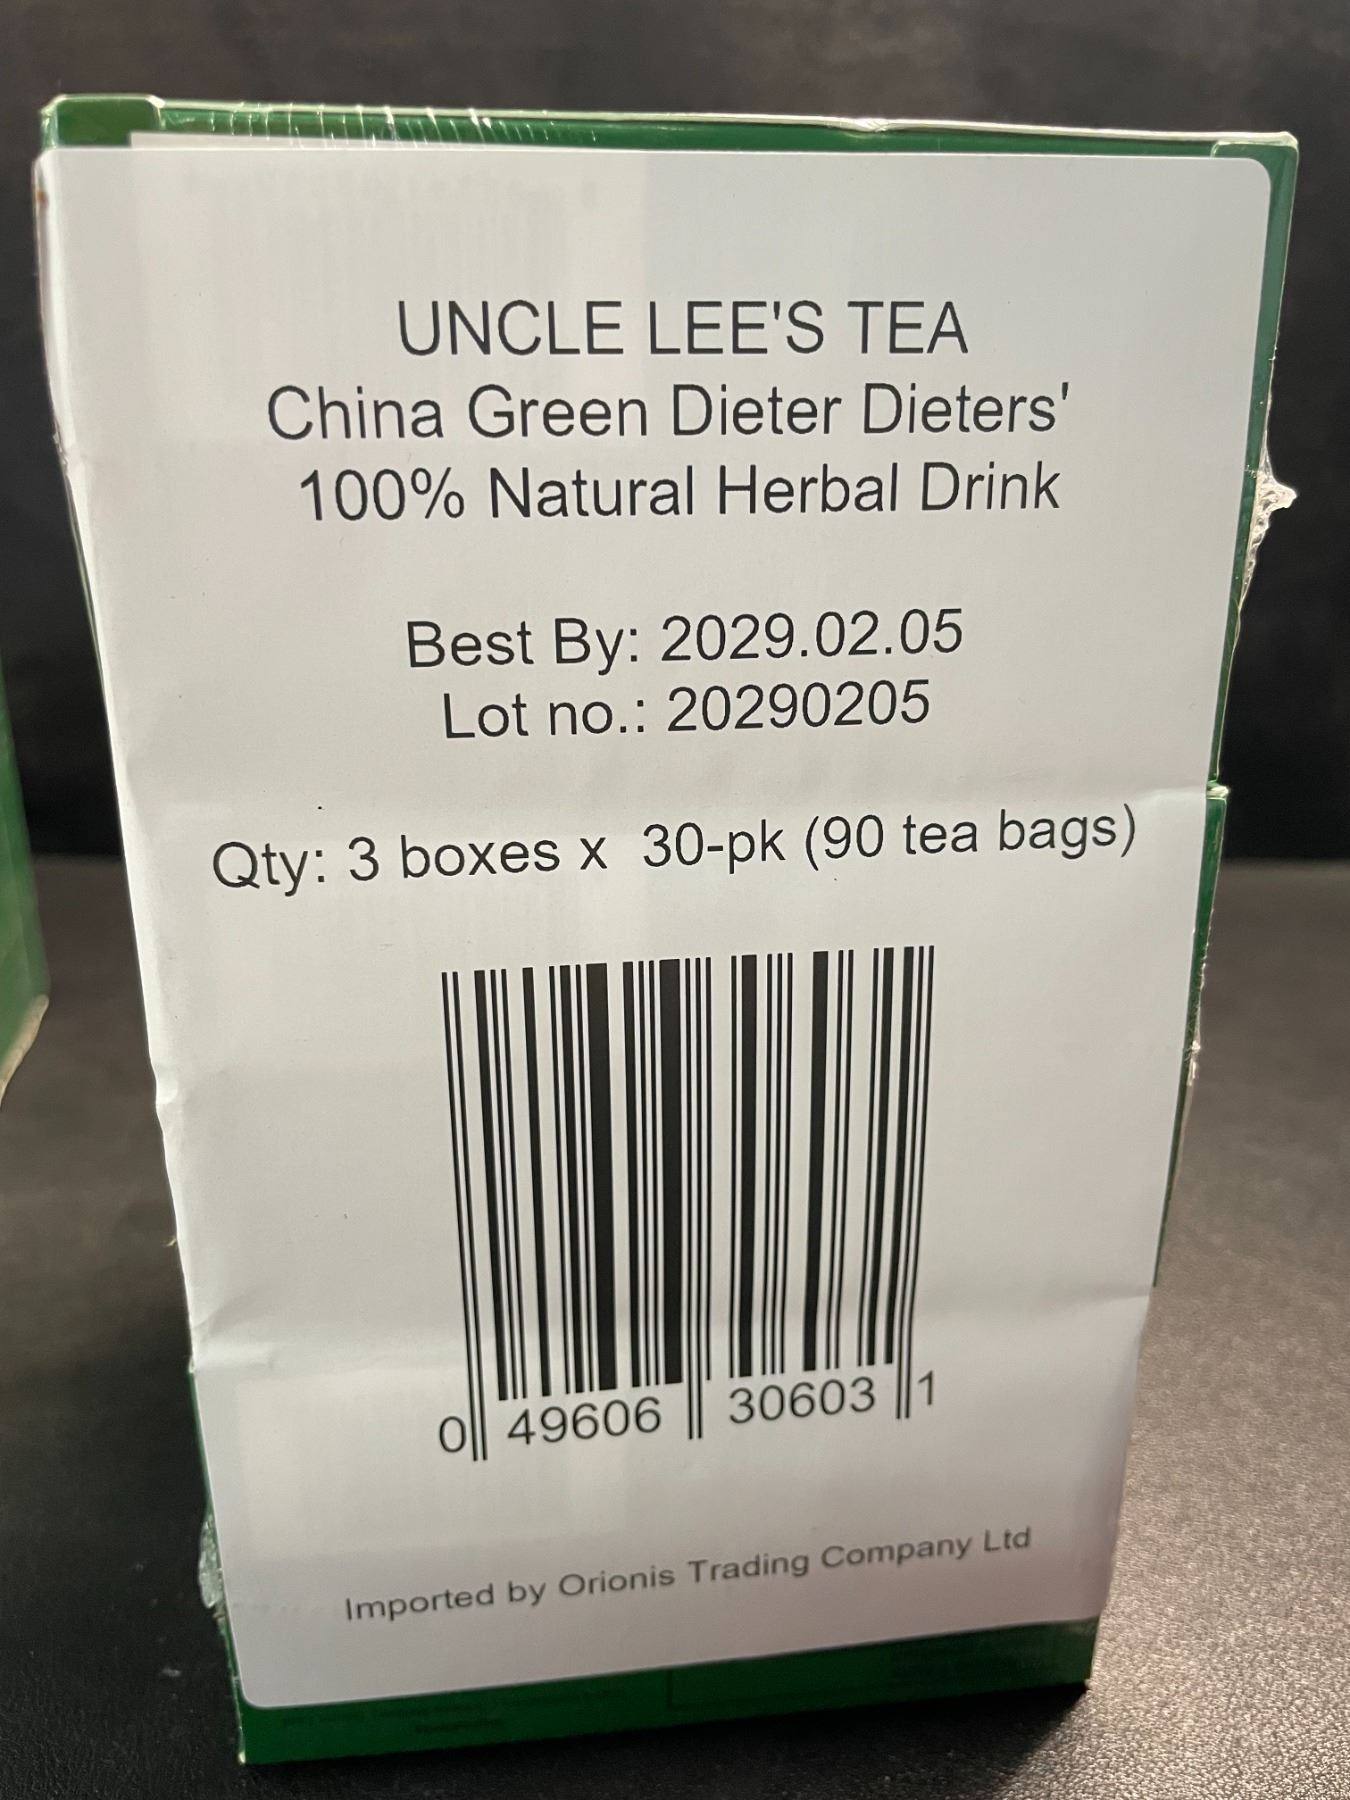 UNCLE LEE'S TEA
China Green Dieter Dieters'
100% Natural Herbal Drink
Best By: 2029.02.05
Lot no.: 20290205
Qty: 3 boxes x 30-pk (90 tea bags)
0 49606 30603 1
Imported by Orionis Trading Company Ltd